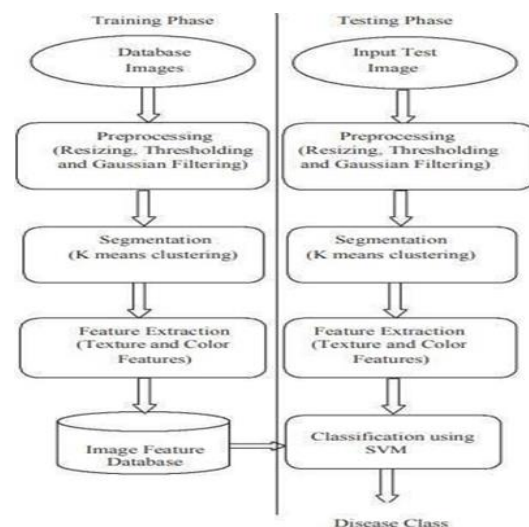 Training Phase
Database
Images
Preprocessing
(Resizing, Thresholding
and Gaussian Filtering)
Segmentation
(K means clustering)
Feature Extraction
(Texture and Color
Features)
Image Feature
Database
Testing Phase
Input Test
Image
Preprocessing
(Resizing, Thresholding
and Gaussian Filtering)
Segmentation
(K means clustering)
Feature Extraction
(Texture and Color
Features)
Classification using
SVM
Disease Class